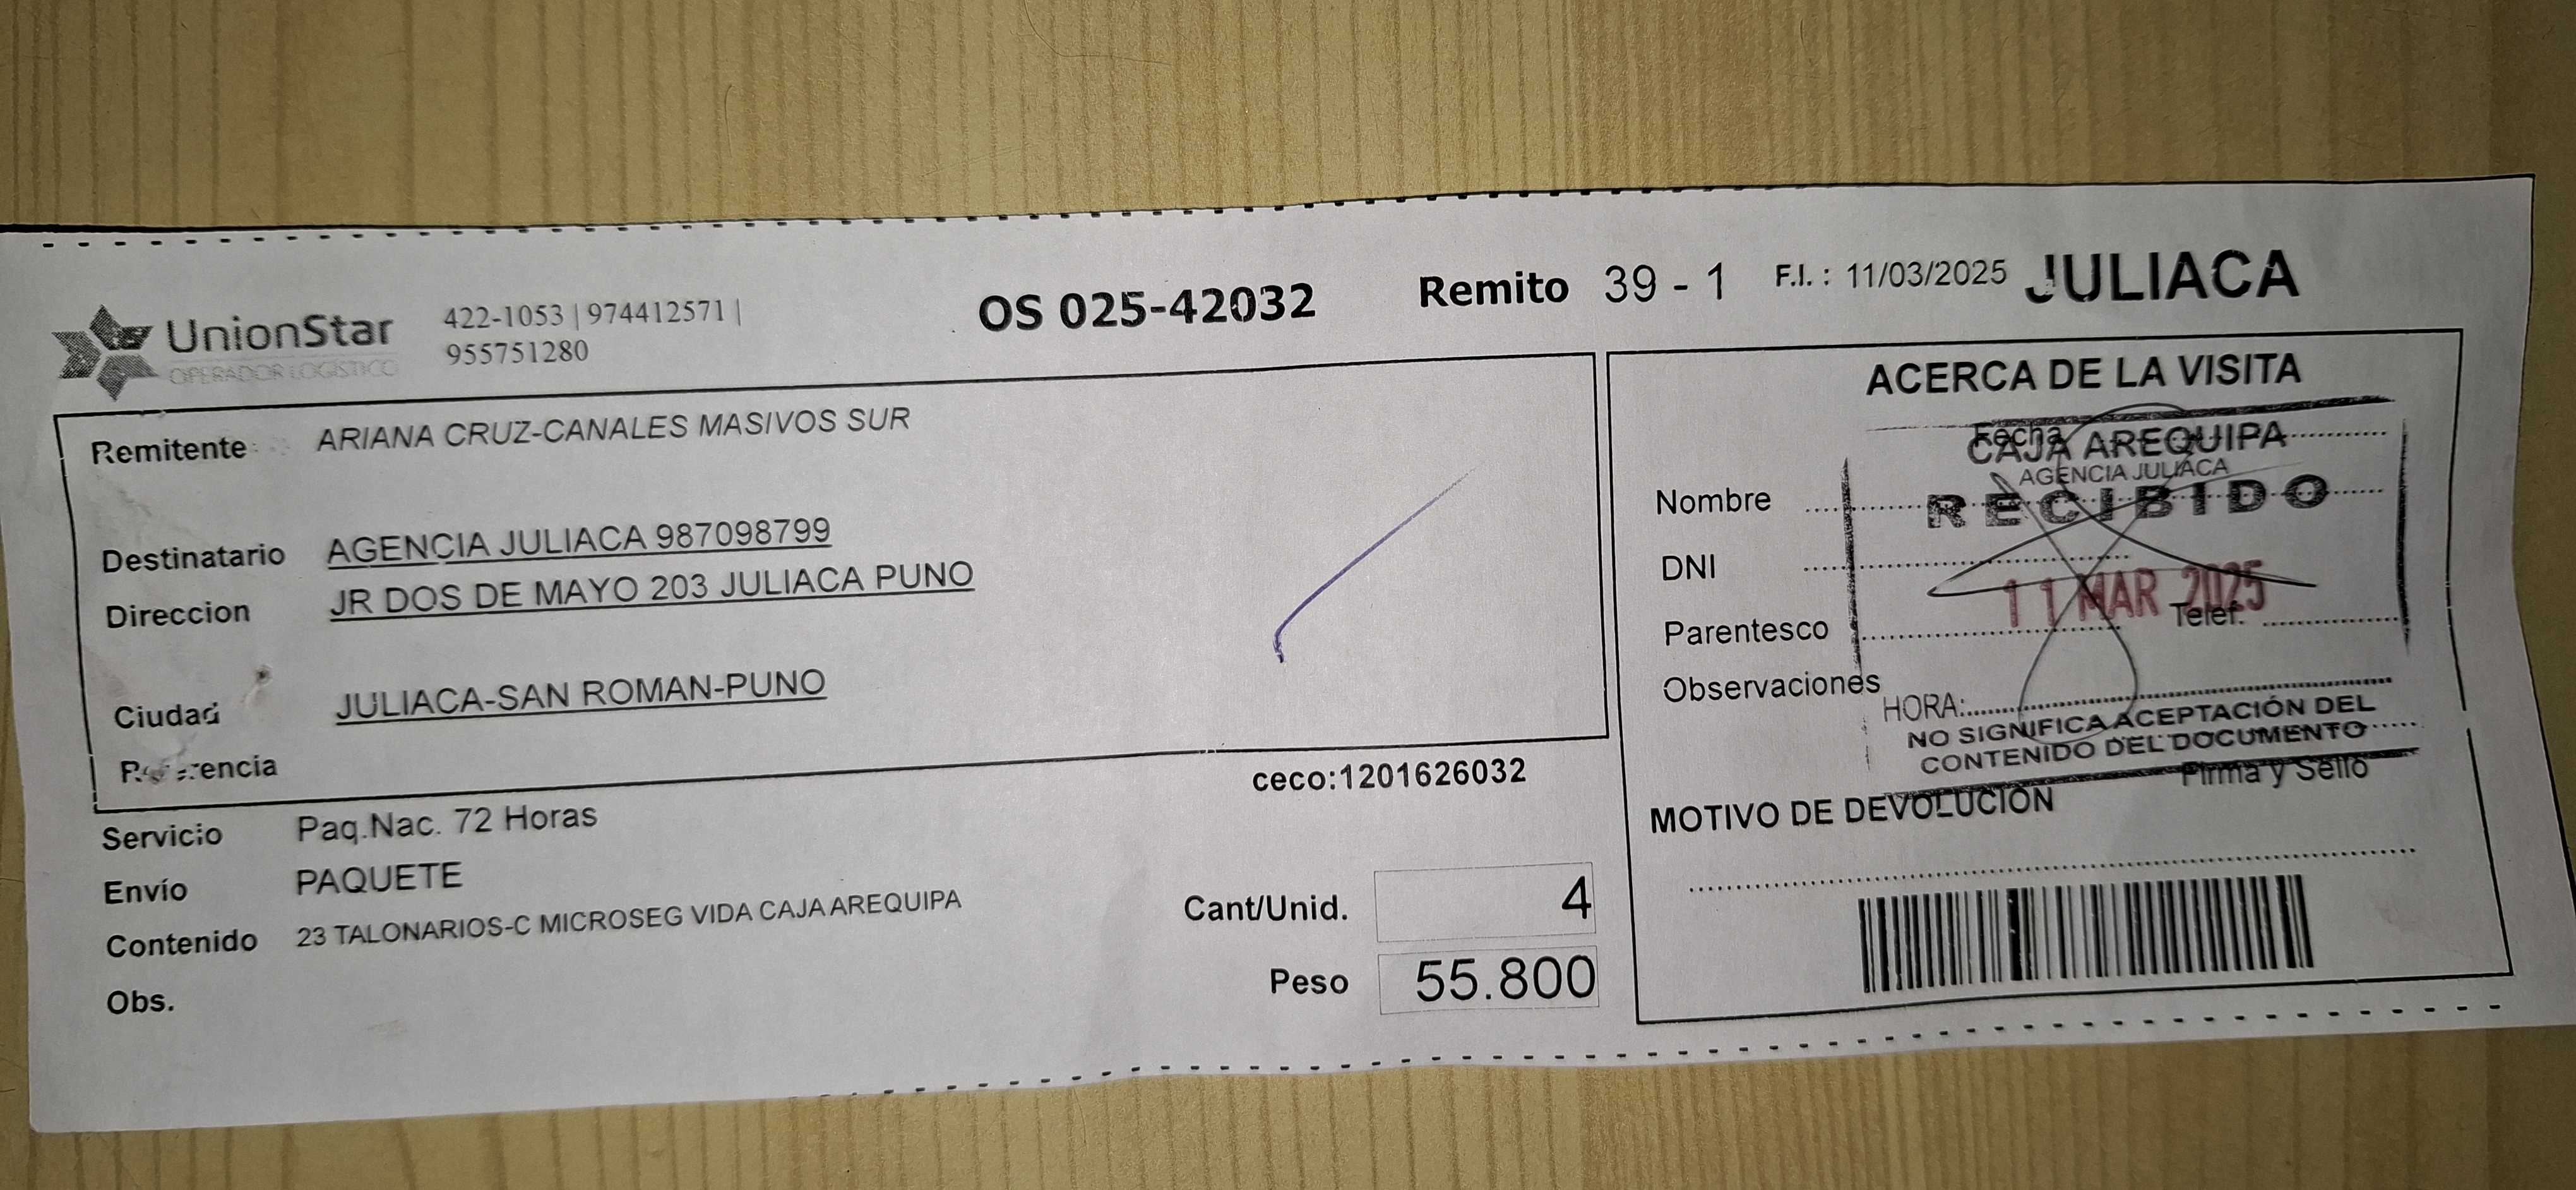 UnionStar
OPERADOR LOGISTICO
422-1053 | 974412571 |
955751280
OS 025-42032
Remito 39 - 1
F.I. : 11/03/2025
JULIACA
Remitente ARIANA CRUZ-CANALES MASIVOS SUR
Destinatario AGENCIA JULIACA 987098799
Direccion JR DOS DE MAYO 203 JULIACA PUNO
Ciudad JULIACA-SAN ROMAN-PUNO
Referencia
ceco:1201626032
Servicio Paq.Nac. 72 Horas
Envío PAQUETE
Contenido 23 TALONARIOS-C MICROSEG VIDA CAJA AREQUIPA
Obs.
Cant/Unid. 4
Peso 55.800
ACERCA DE LA VISITA
Fecha
CAJA AREQUIPA
AGENCIA JULIACA
Nombre
RECIBIDO
DNI
11 MAR 2025
Parentesco
Telef.
Observaciones
HORA:
NO SIGNIFICA ACEPTACIÓN DEL
CONTENIDO DEL DOCUMENTO
Firma y Sello
MOTIVO DE DEVOLUCIÓN